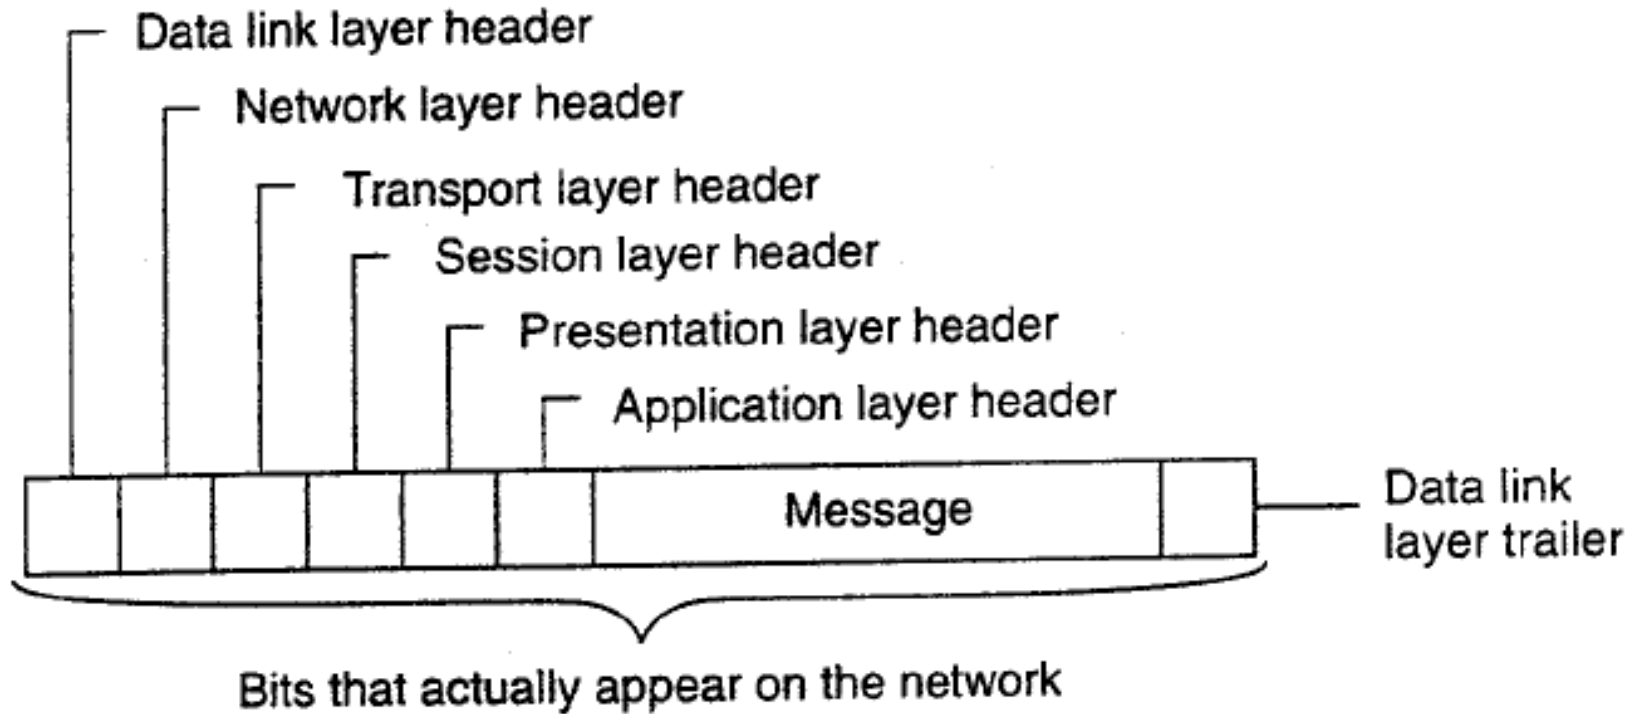 Data link layer header
Network layer header
Transport layer header
Session layer header
Presentation layer header
Application layer header
Message
Data link
layer trailer
Bits that actually appear on the network